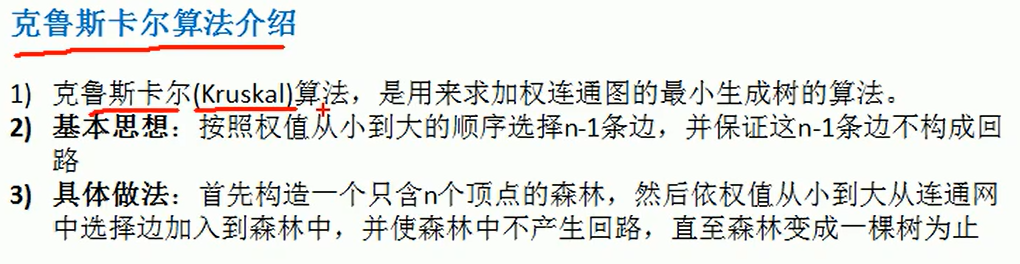 克鲁斯卡尔算法介绍
1) 克鲁斯卡尔(Kruskal)算法，是用来求加权连通图的最小生成树的算法。
2) 基本思想：按照权值从小到大的顺序选择n-1条边，并保证这n-1条边不构成回
路
3) 具体做法：首先构造一个只含n个顶点的森林，然后依权值从小到大从连通网
中选择边加入到森林中，并使森林中不产生回路，直至森林变成一棵树为止